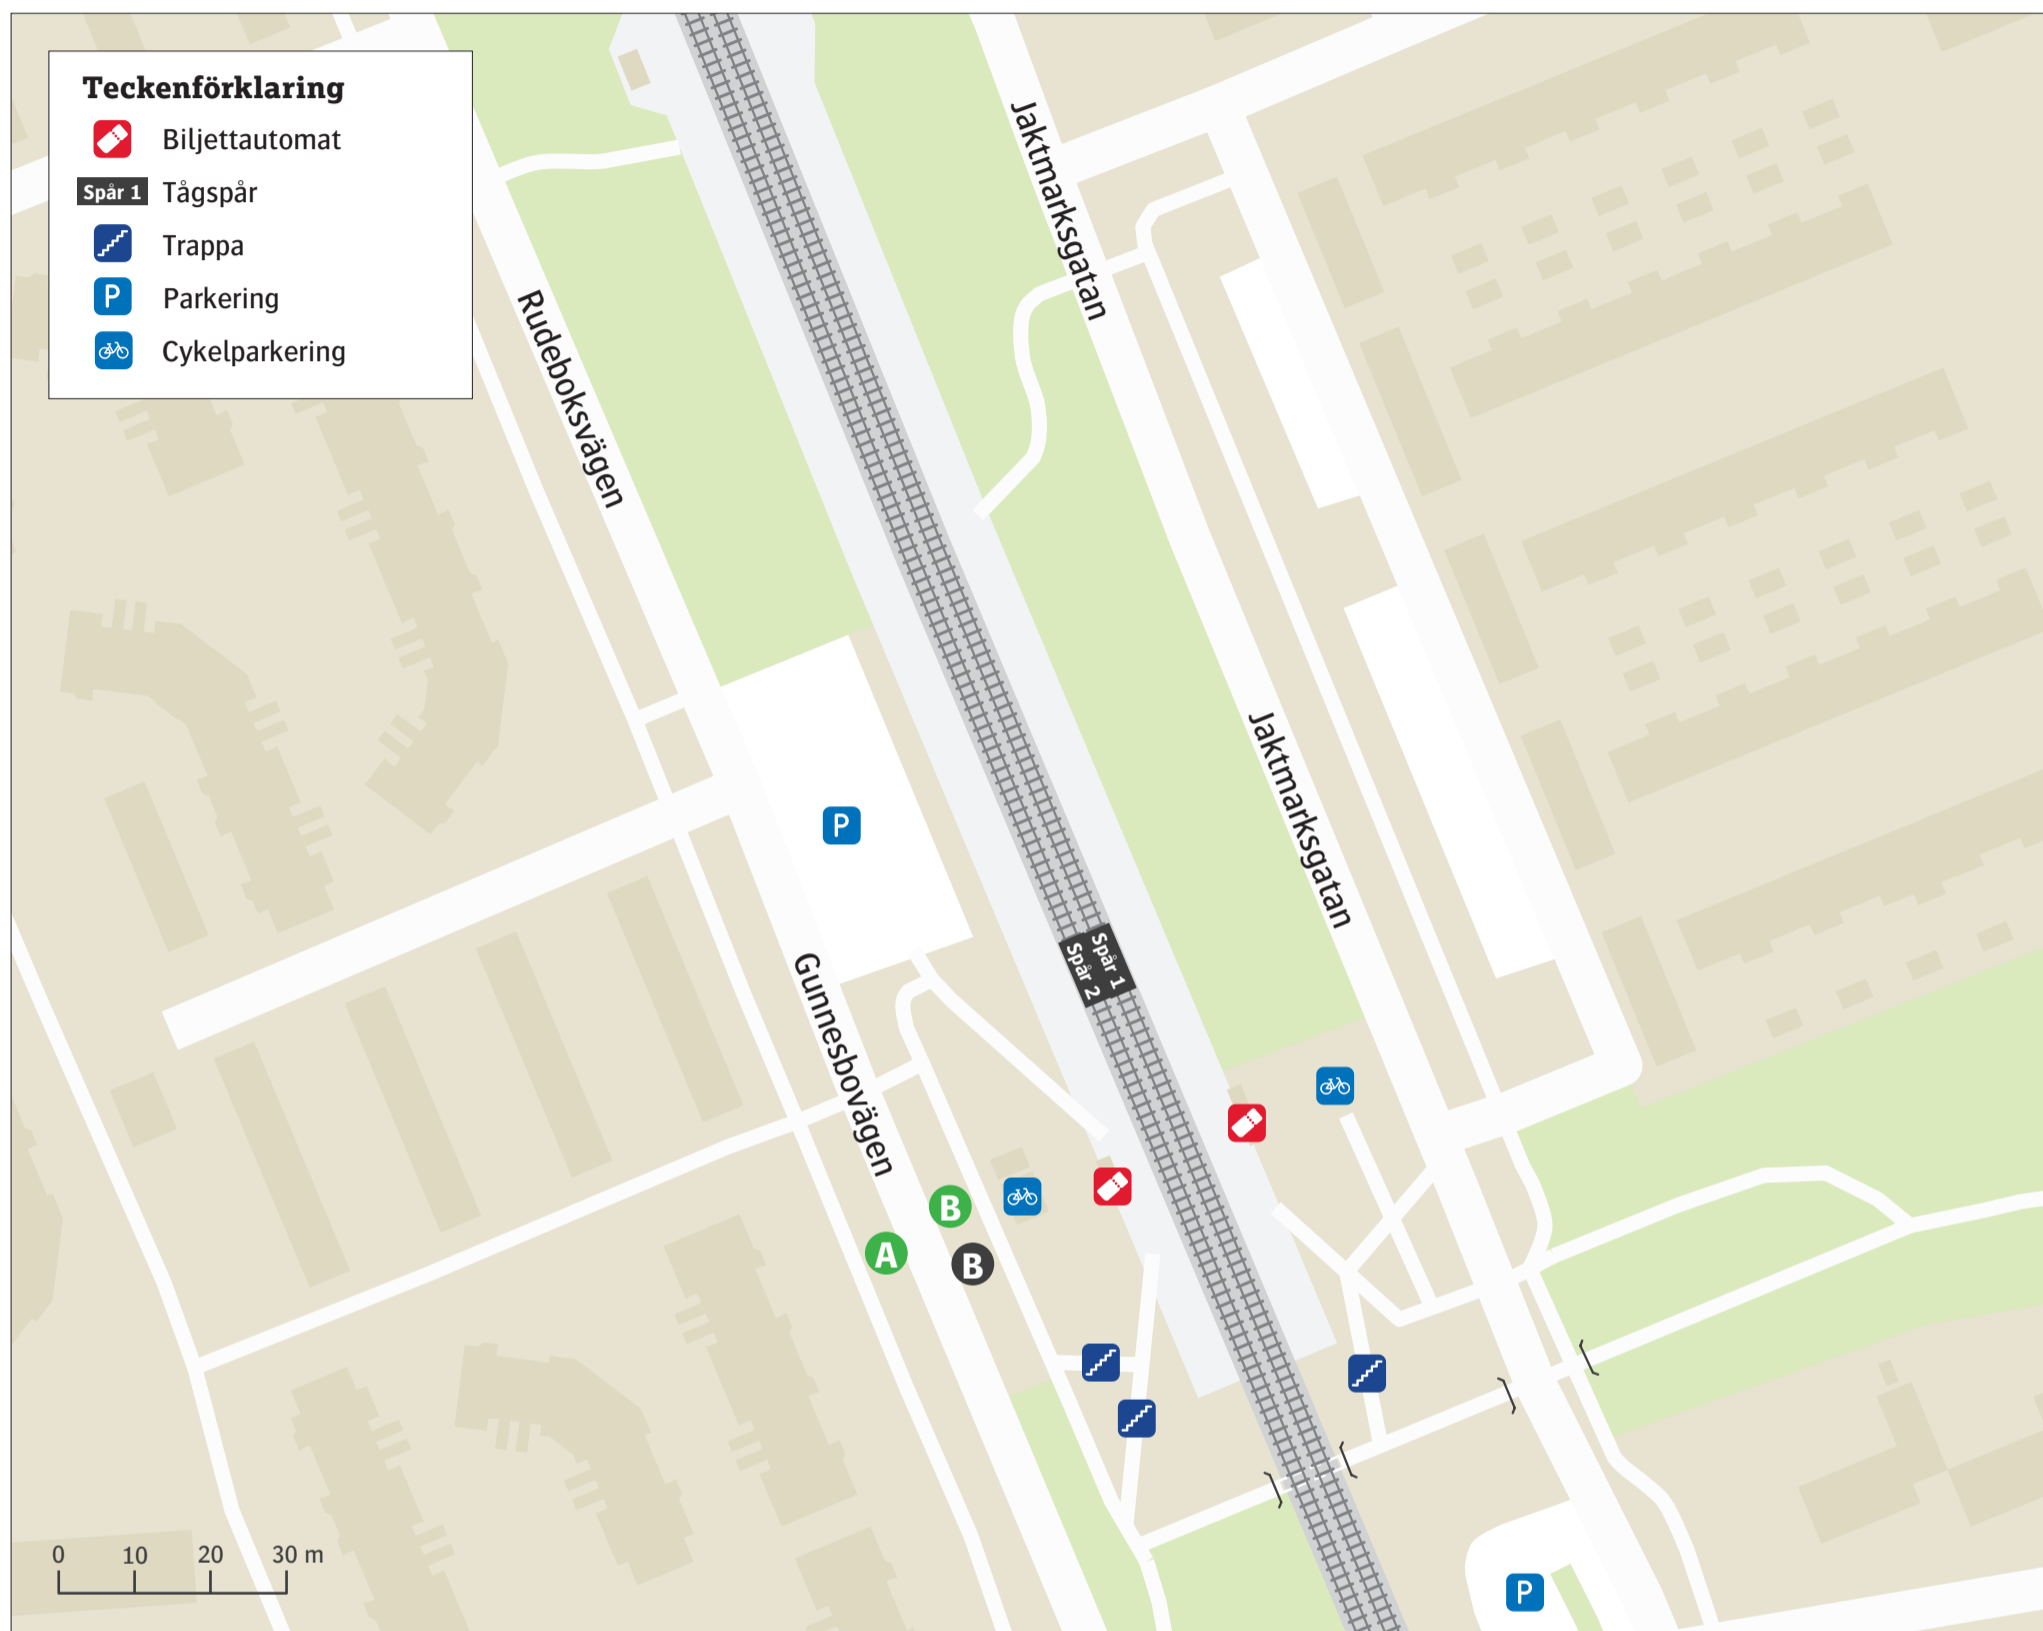 Teckenförklaring
Biljettautomat
Spår 1 Tågspår
Trappa
P Parkering
Cykelparkering
Jaktmarksgatan
Rudeboksvägen
Jaktmarksgatan
P
Spår 1
Spår 2
Gunnesbovägen
B
A
B
0 10 20 30 m
P